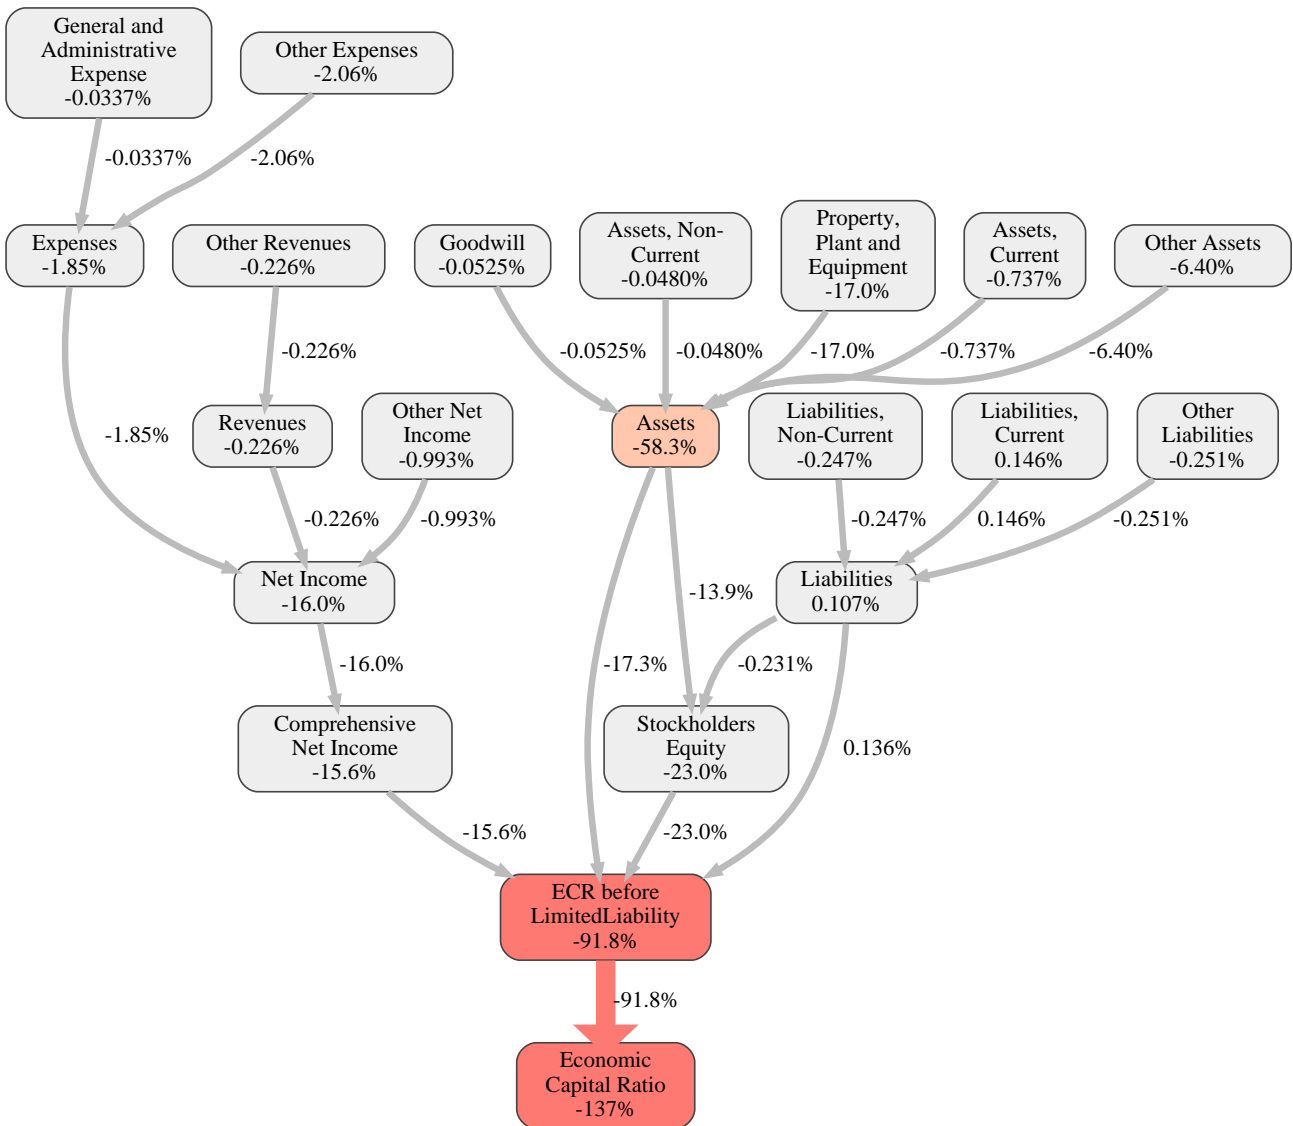 General and
Administrative
Expense
-0.0337%
Other Expenses
-2.06%
-0.0337%
-2.06%
Expenses
-1.85%
Other Revenues
-0.226%
Goodwill
-0.0525%
Assets, Non-
Current
-0.0480%
Property,
Plant and
Equipment
-17.0%
Assets,
Current
-0.737%
Other Assets
-6.40%
-0.226%
-0.0525%
-0.0480%
-17.0%
-0.737%
-6.40%
-1.85%
Revenues
-0.226%
Other Net
Income
-0.993%
Assets
-58.3%
Liabilities,
Non-Current
-0.247%
Liabilities,
Current
0.146%
Other
Liabilities
-0.251%
-0.226%
-0.993%
-0.247%
0.146%
-0.251%
Net Income
-16.0%
-13.9%
Liabilities
0.107%
-16.0%
-17.3%
-0.231%
Comprehensive
Net Income
-15.6%
Stockholders
Equity
-23.0%
0.136%
-15.6%
-23.0%
ECR before
LimitedLiability
-91.8%
-91.8%
Economic
Capital Ratio
-137%